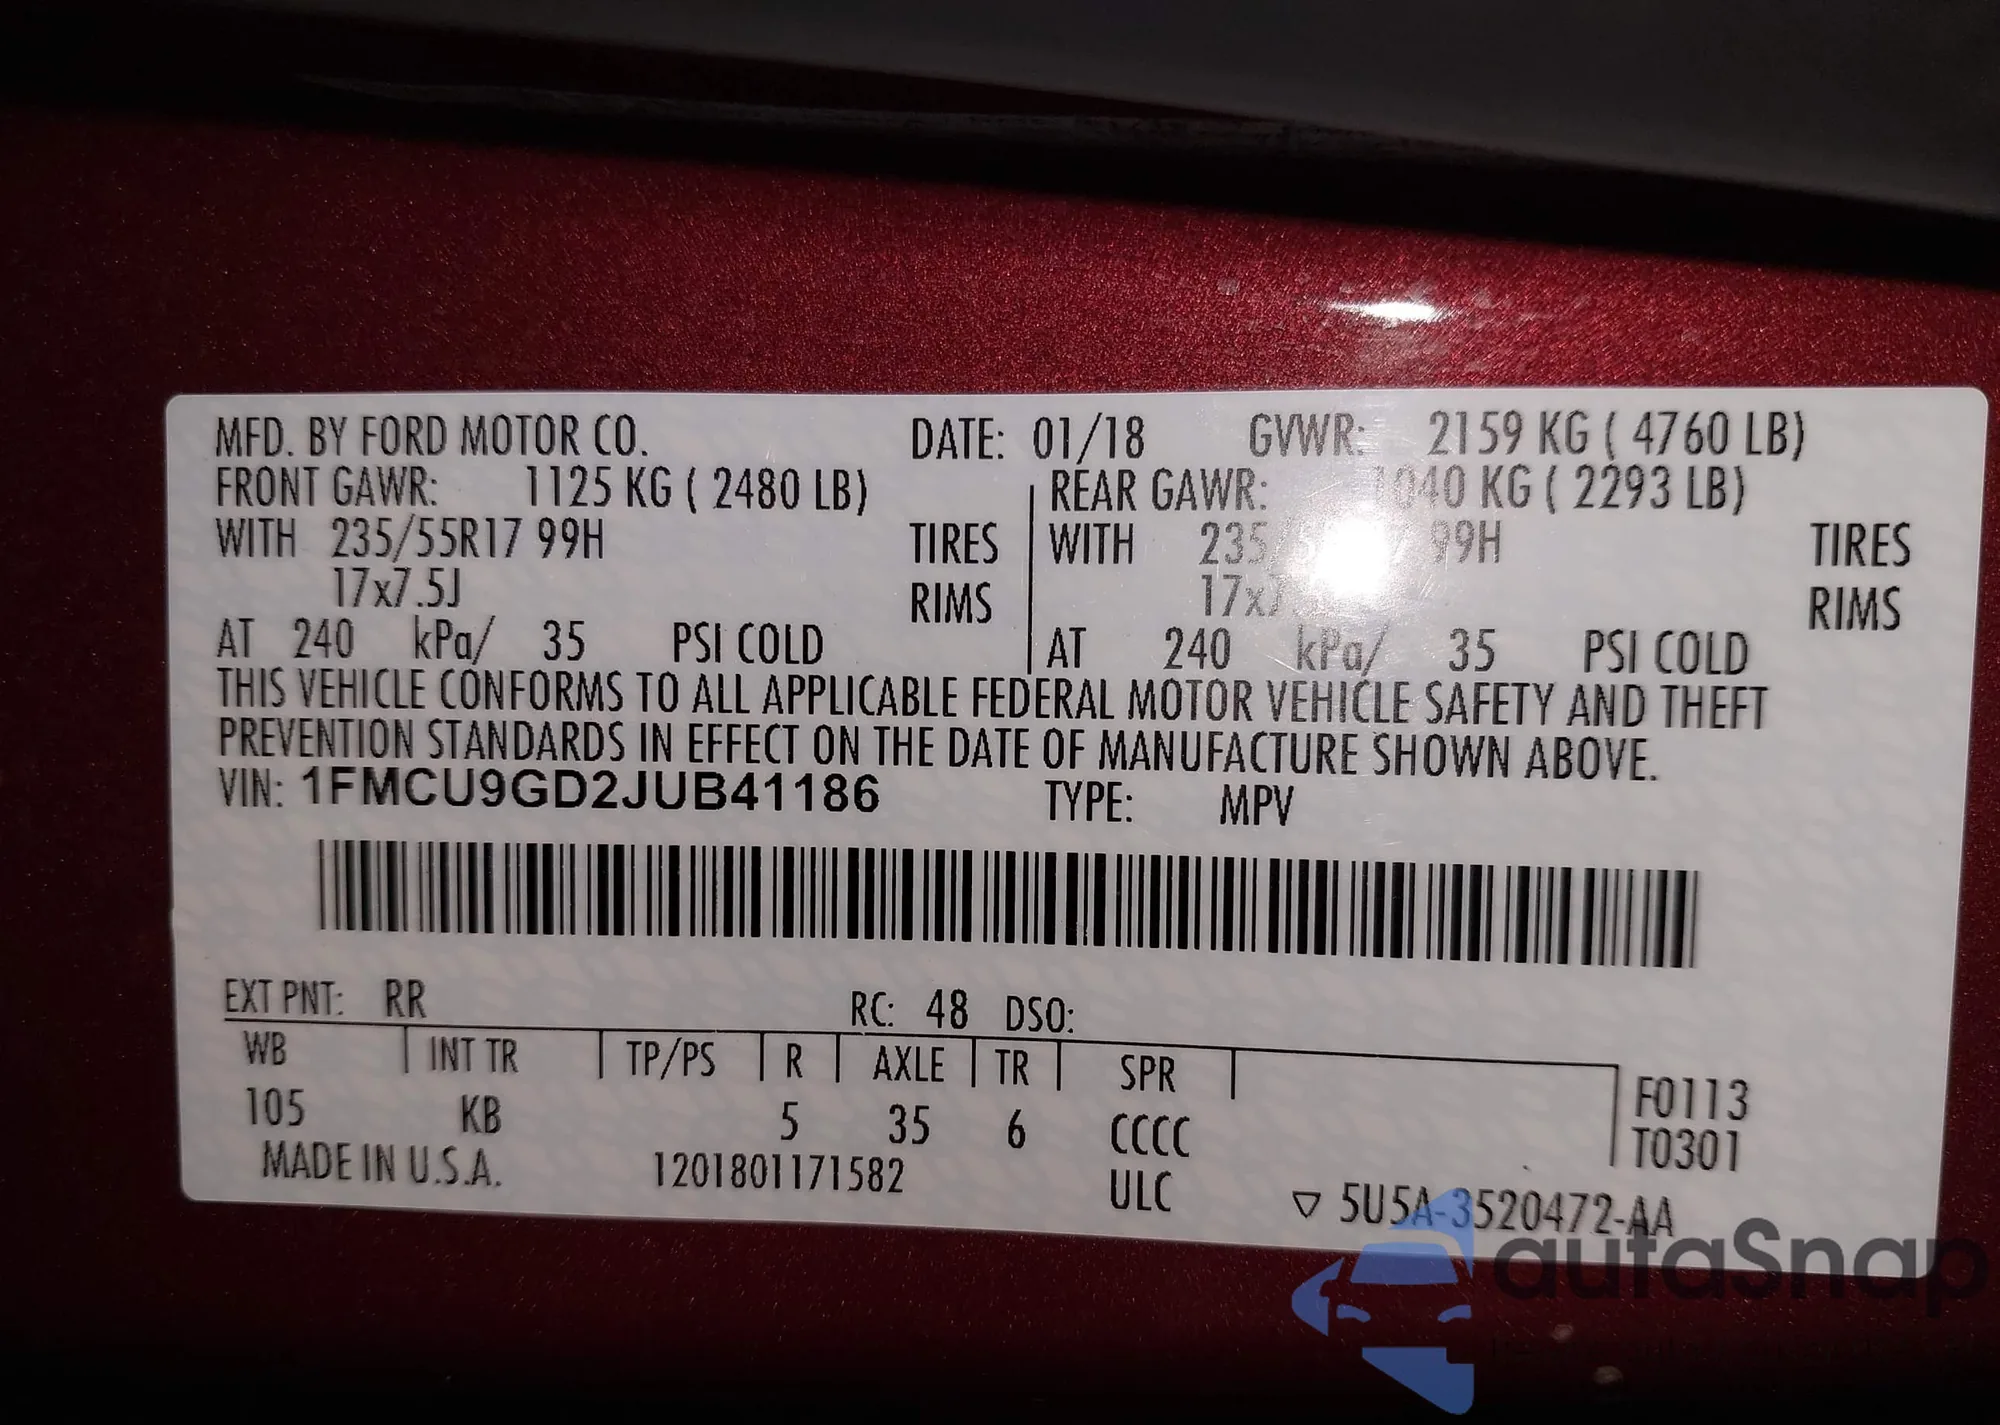 MFD. BY FORD MOTOR CO. DATE: 01/18 GVWR: 2159 KG ( 4760 LB)
FRONT GAWR: 1125 KG ( 2480 LB) REAR GAWR: 1040 KG ( 2293 LB)
WITH 235/55R17 99H TIRES WITH 235/ 99H TIRES
17x7.5J RIMS 17x7. RIMS
AT 240 kPa/ 35 PSI COLD AT 240 kPa/ 35 PSI COLD
THIS VEHICLE CONFORMS TO ALL APPLICABLE FEDERAL MOTOR VEHICLE SAFETY AND THEFT
PREVENTION STANDARDS IN EFFECT ON THE DATE OF MANUFACTURE SHOWN ABOVE.
VIN: 1FMCU9GD2JUB41186 TYPE: MPV
EXT PNT: RR RC: 48 DSO:
WB INT TR TP/PS R AXLE TR SPR
105 KB 5 35 6 CCCC F0113
T0301
MADE IN U.S.A. 1201801171582 ULC ▽ 5U5A-3520472-AA
autaSnap